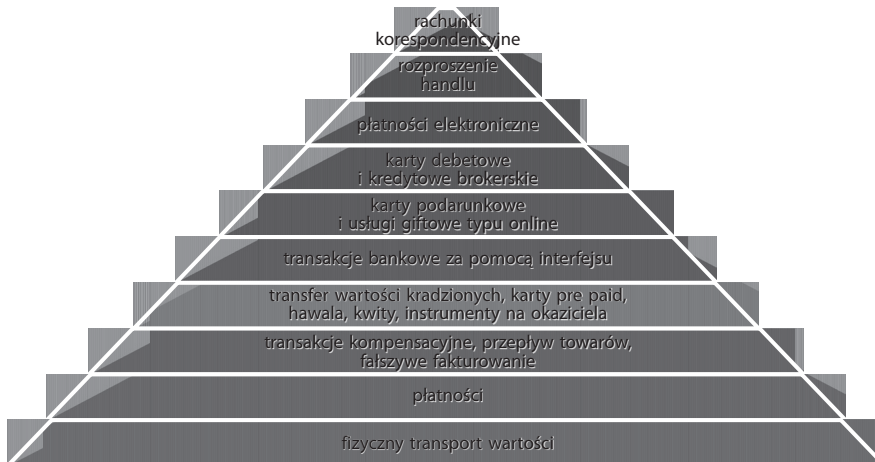 rachunki
korespondencyjne
rozproszenie
handlu
płatności elektroniczne
karty debetowe
i kredytowe brokerskie
karty podarunkowe
i usługi giftowe typu online
transakcje bankowe za pomocą interfejsu
transfer wartości kradzionych, karty pre paid,
hawala, kwity, instrumenty na okaziciela
transakcje kompensacyjne, przepływ towarów,
fałszywe fakturowanie
płatności
fizyczny transport wartości